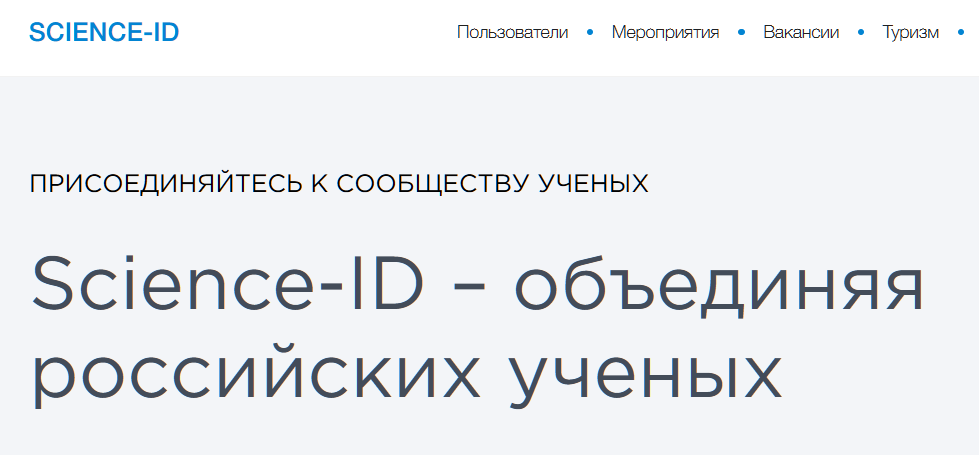 SCIENCE-ID
Пользователи • Мероприятия • Вакансии • Туризм •
ПРИСОЕДИНЯЙТЕСЬ К СООБЩЕСТВУ УЧЕНЫХ
Science-ID – объединяя
российских ученых